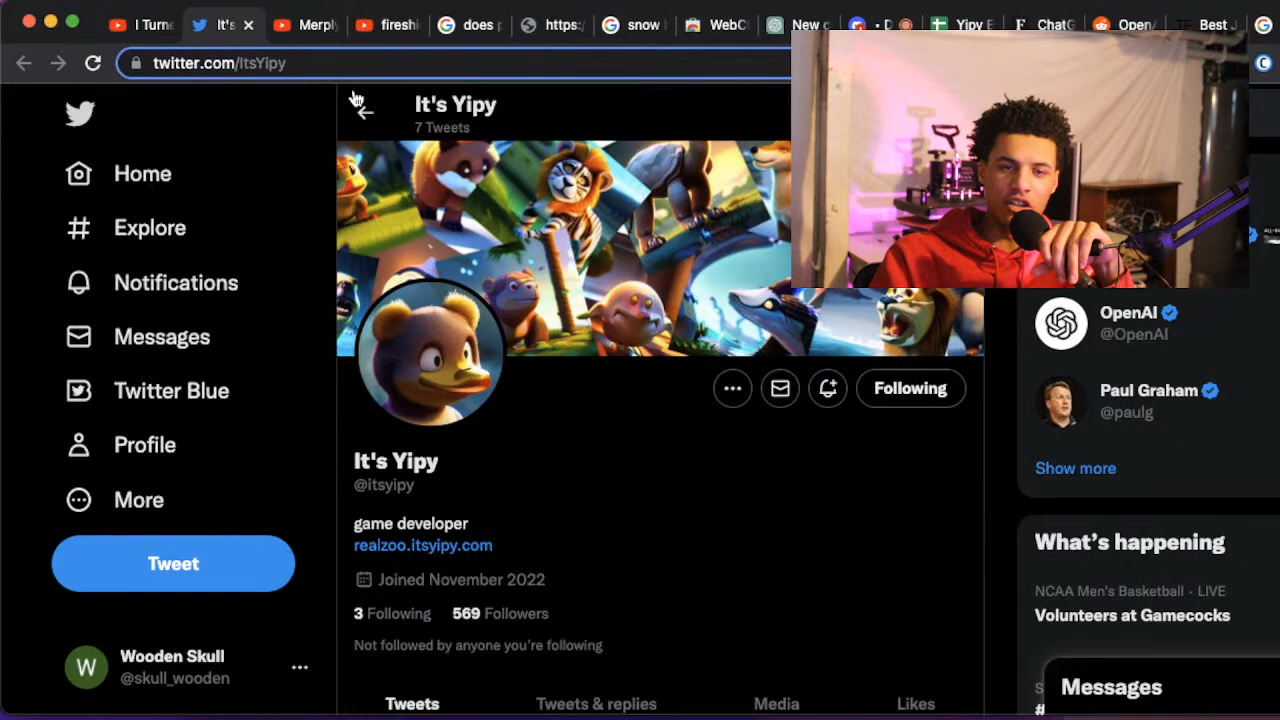 I Turne
It's
Merply
fireshi
does p
https:/
snow
WebC
New c
• D
Yipy E
ChatG
Open
Best J
twitter.com/ItsYipy
It's Yipy
7 Tweets
Home
Explore
Notifications
Messages
Twitter Blue
Profile
More
Tweet
Wooden Skull
@skull_wooden
W
Following
It's Yipy
@itsyipy
game developer
realzoo.itsyipy.com
Joined November 2022
3 Following 569 Followers
Not followed by anyone you're following
Tweets
Tweets & replies
Media
Likes
OpenAI
@OpenAI
Paul Graham
@paulg
Show more
What's happening
NCAA Men's Basketball · LIVE
Volunteers at Gamecocks
Messages
S
#